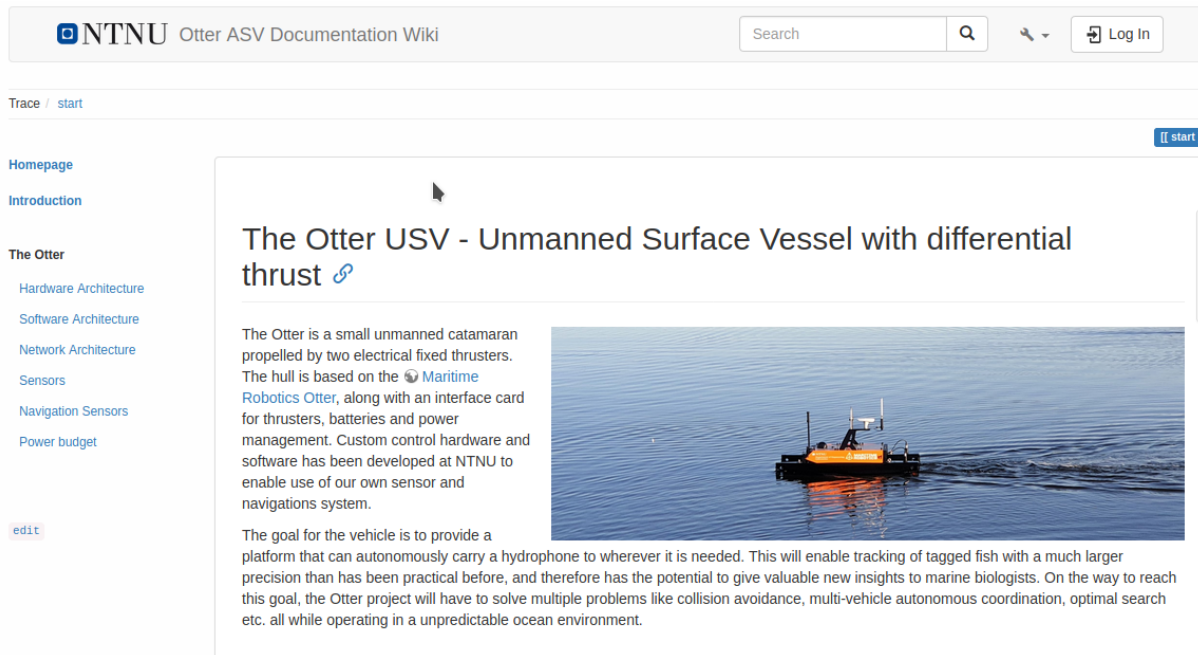 NTNU Otter ASV Documentation Wiki
Search
Log In
Trace / start
[[ start
Homepage
Introduction
The Otter
Hardware Architecture
Software Architecture
Network Architecture
Sensors
Navigation Sensors
Power budget
edit
The Otter USV - Unmanned Surface Vessel with differential
thrust
The Otter is a small unmanned catamaran
propelled by two electrical fixed thrusters.
The hull is based on the Maritime
Robotics Otter, along with an interface card
for thrusters, batteries and power
management. Custom control hardware and
software has been developed at NTNU to
enable use of our own sensor and
navigations system.
The goal for the vehicle is to provide a
platform that can autonomously carry a hydrophone to wherever it is needed. This will enable tracking of tagged fish with a much larger
precision than has been practical before, and therefore has the potential to give valuable new insights to marine biologists. On the way to reach
this goal, the Otter project will have to solve multiple problems like collision avoidance, multi-vehicle autonomous coordination, optimal search
etc. all while operating in a unpredictable ocean environment.